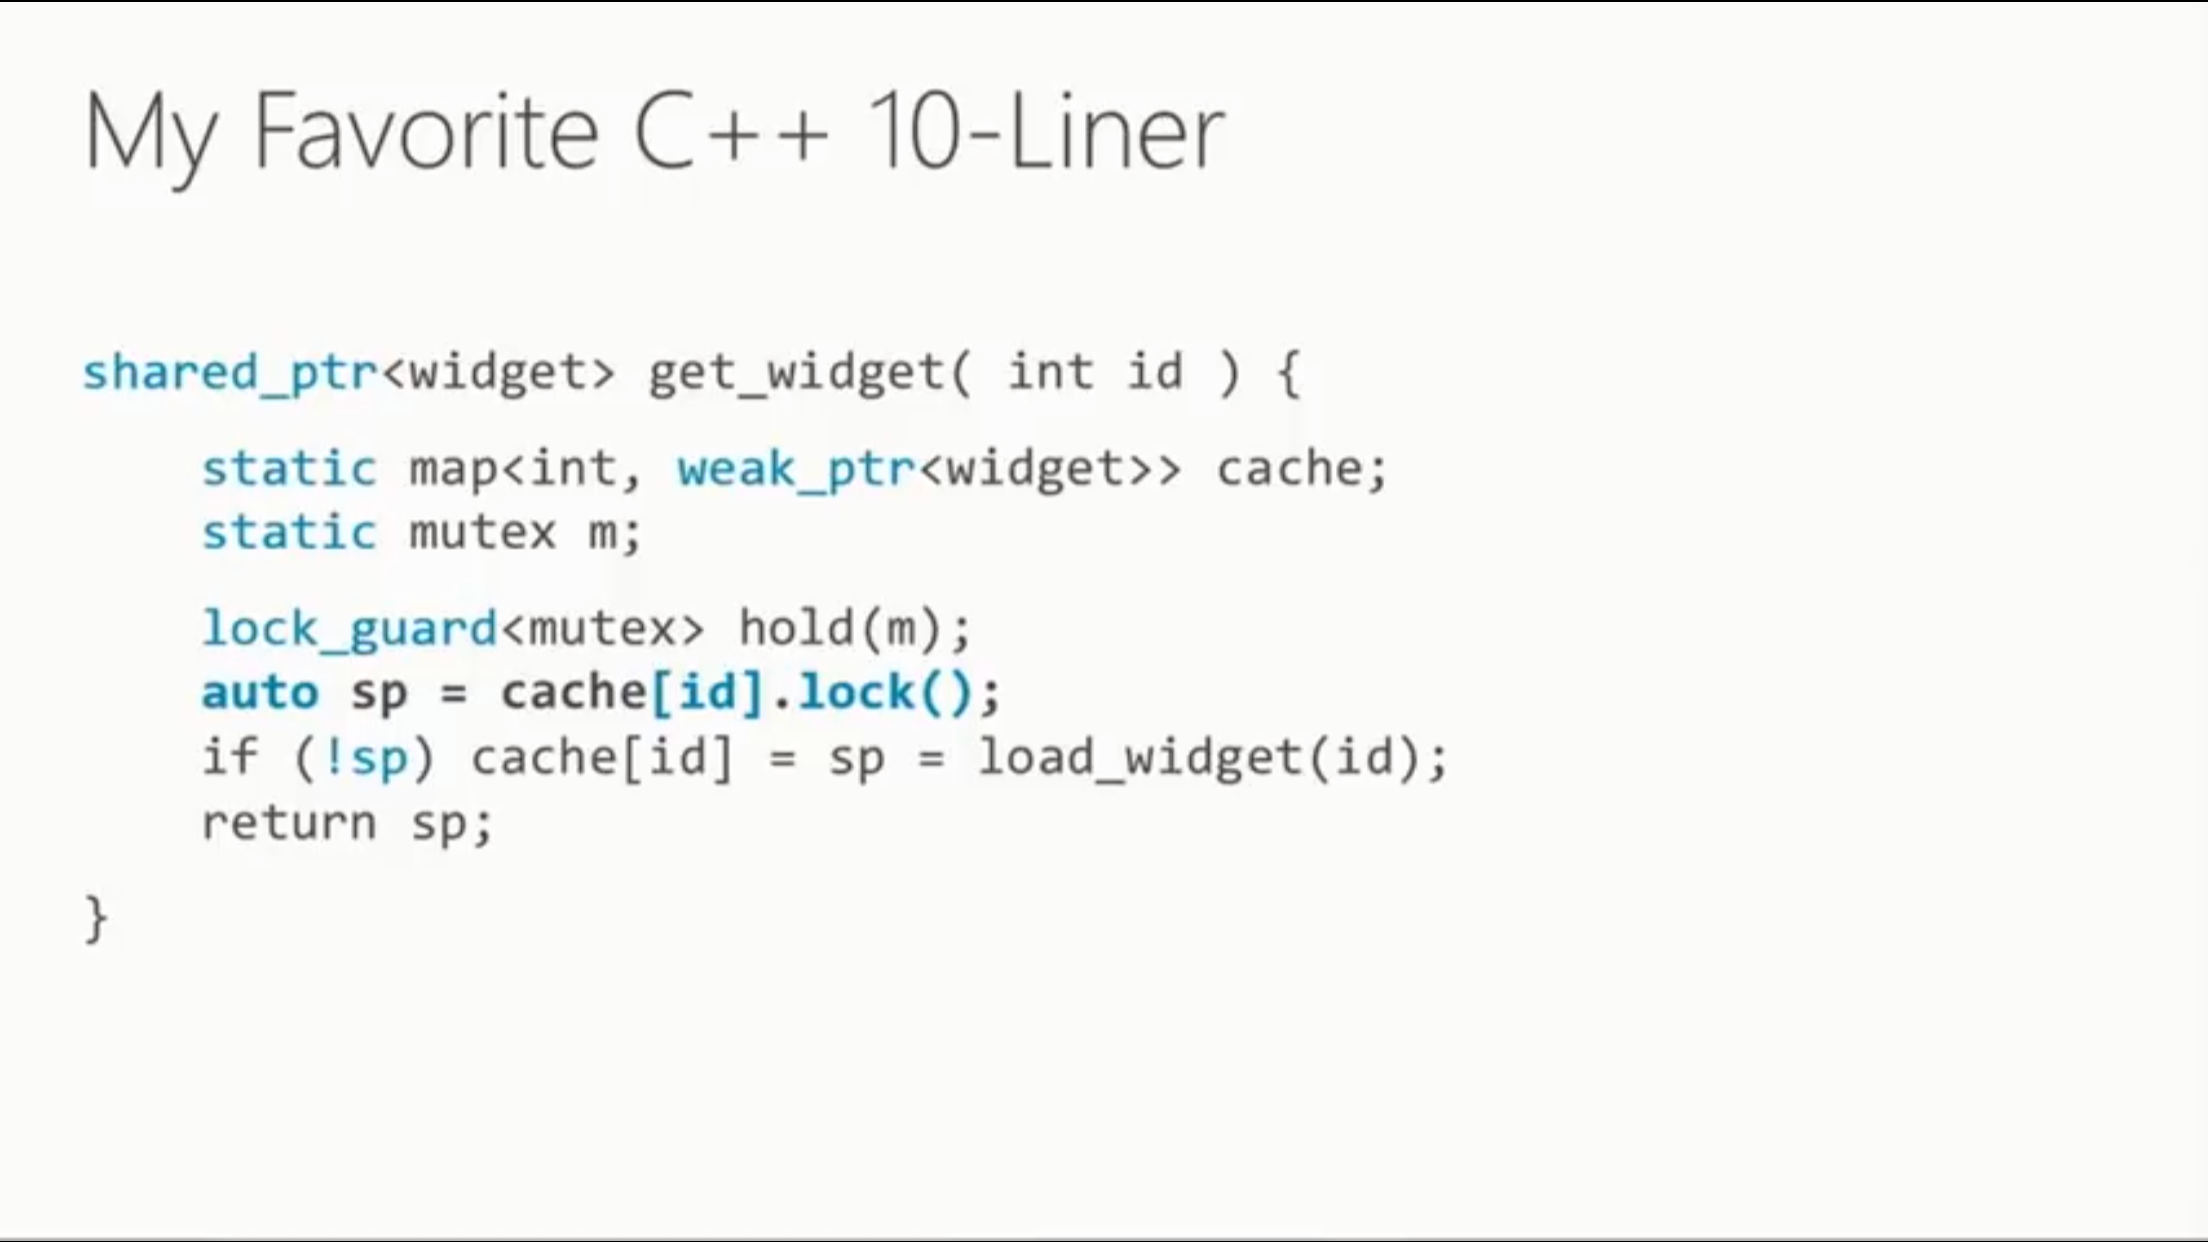 My Favorite C++ 10-Liner
shared_ptr<widget> get_widget( int id ) {
static map<int, weak_ptr<widget>> cache;
static mutex m;
lock_guard<mutex> hold(m);
auto sp = cache[id].lock();
if (!sp) cache[id] = sp = load_widget(id);
return sp;
}